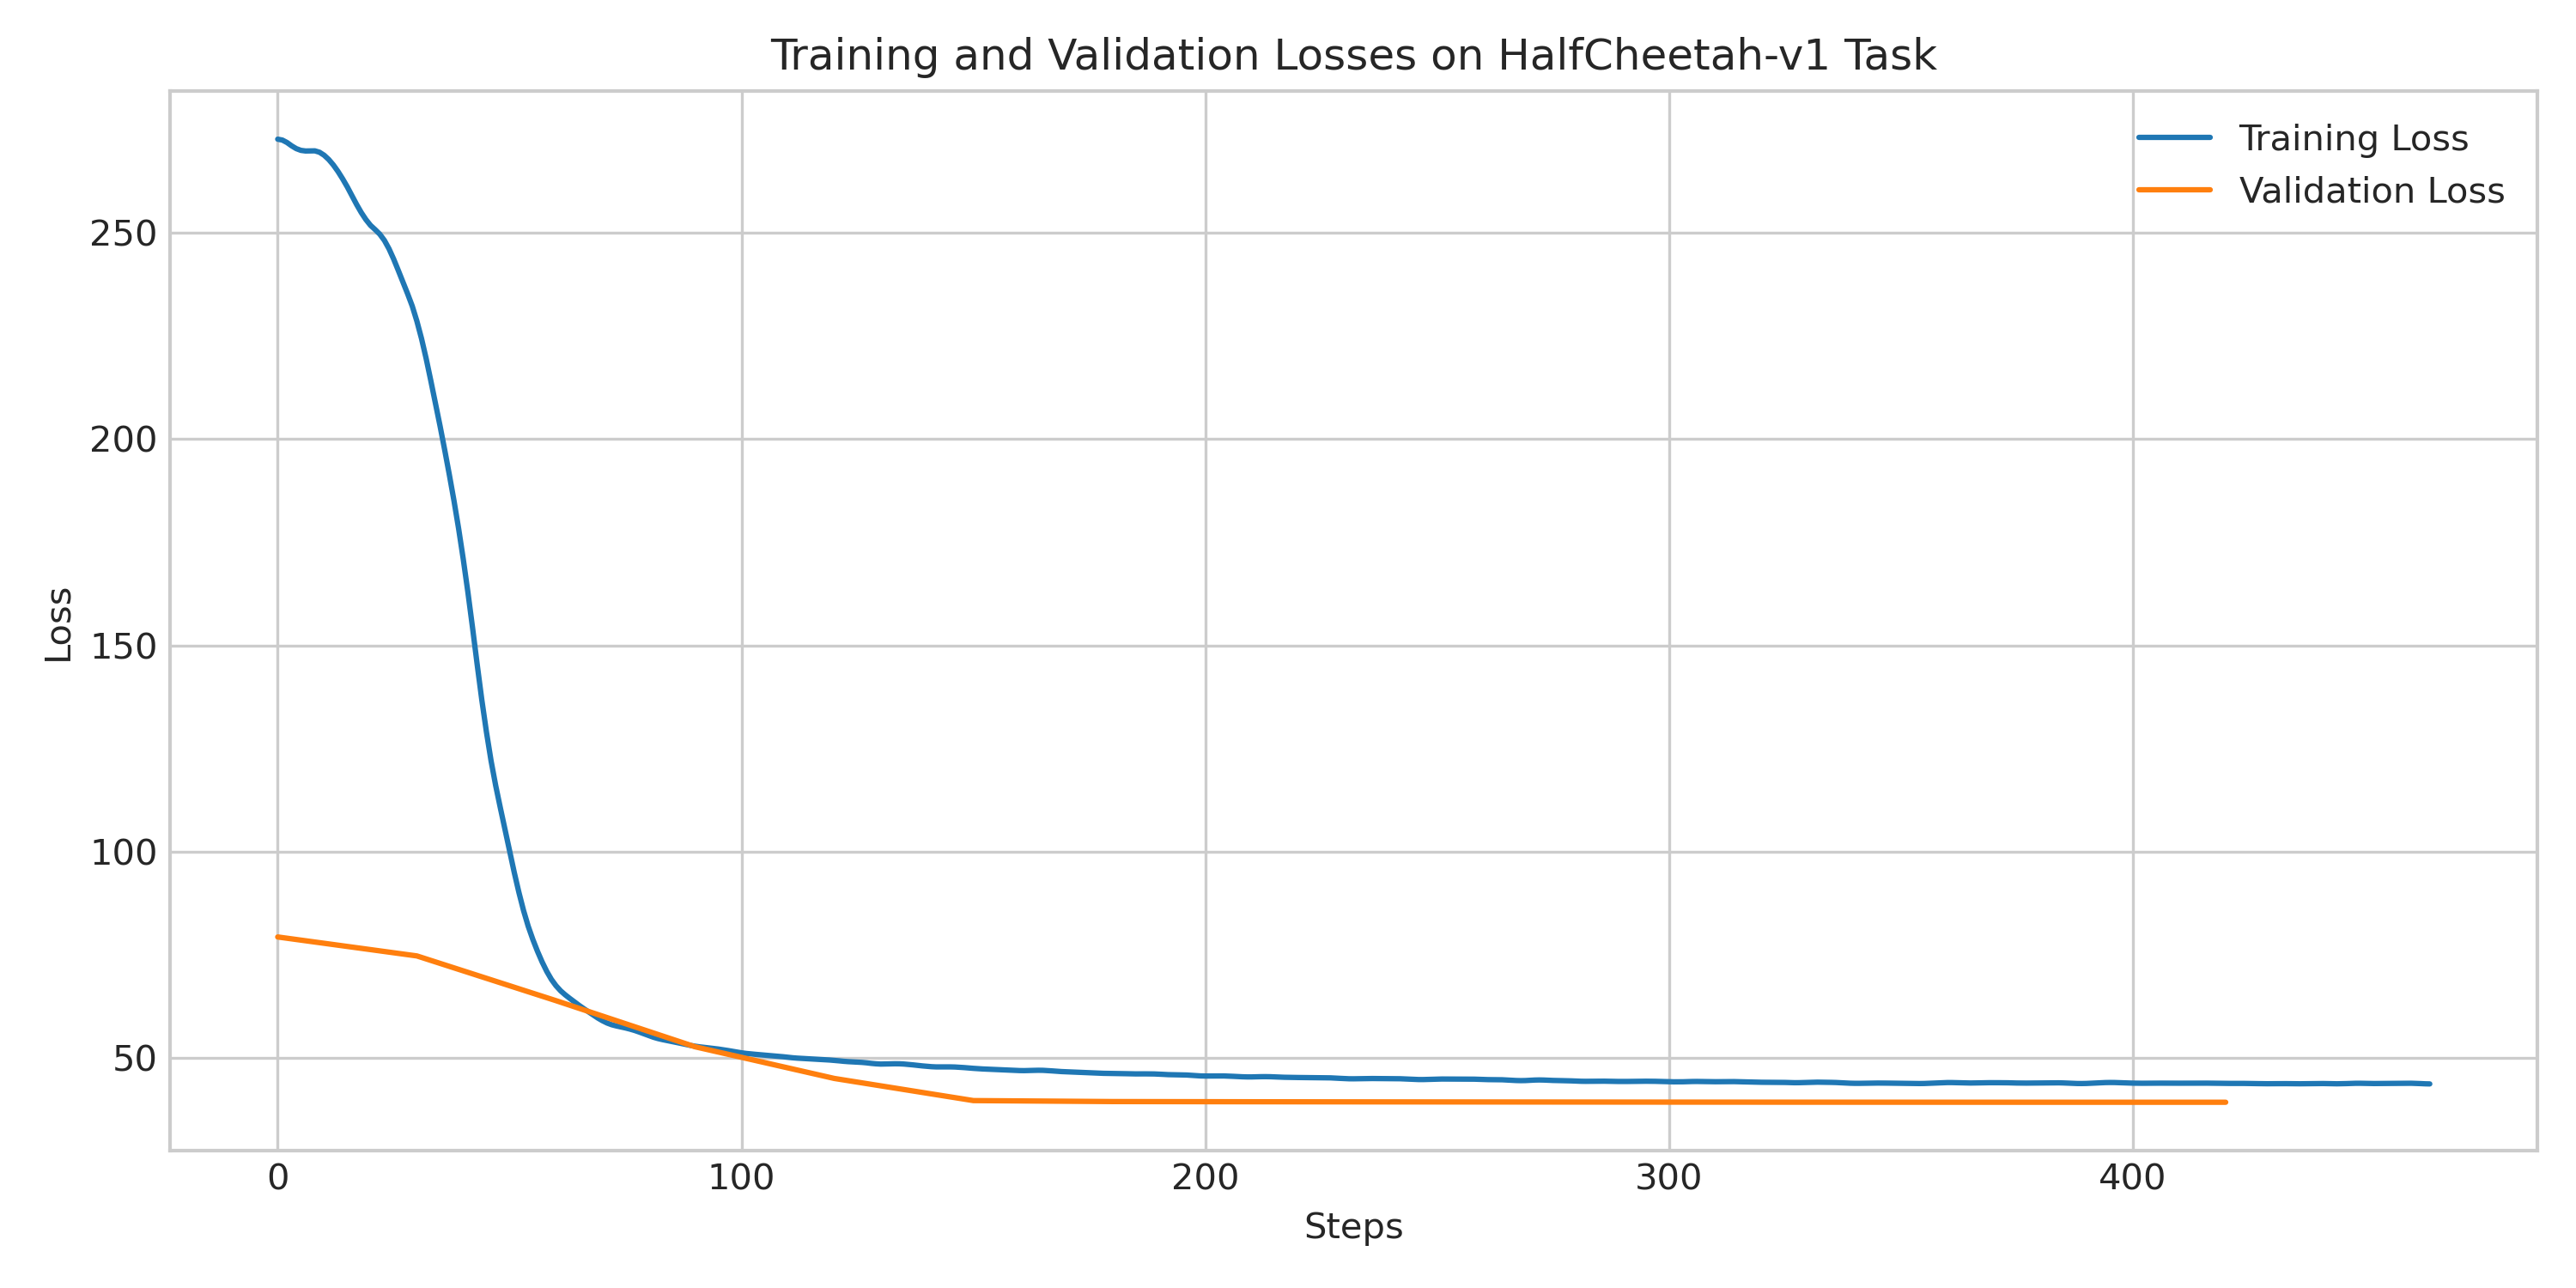 Training and Validation Losses on HalfCheetah-v1 Task
Training Loss
Validation Loss
Loss
250
200
150
100
50
0 100 200 300 400
Steps